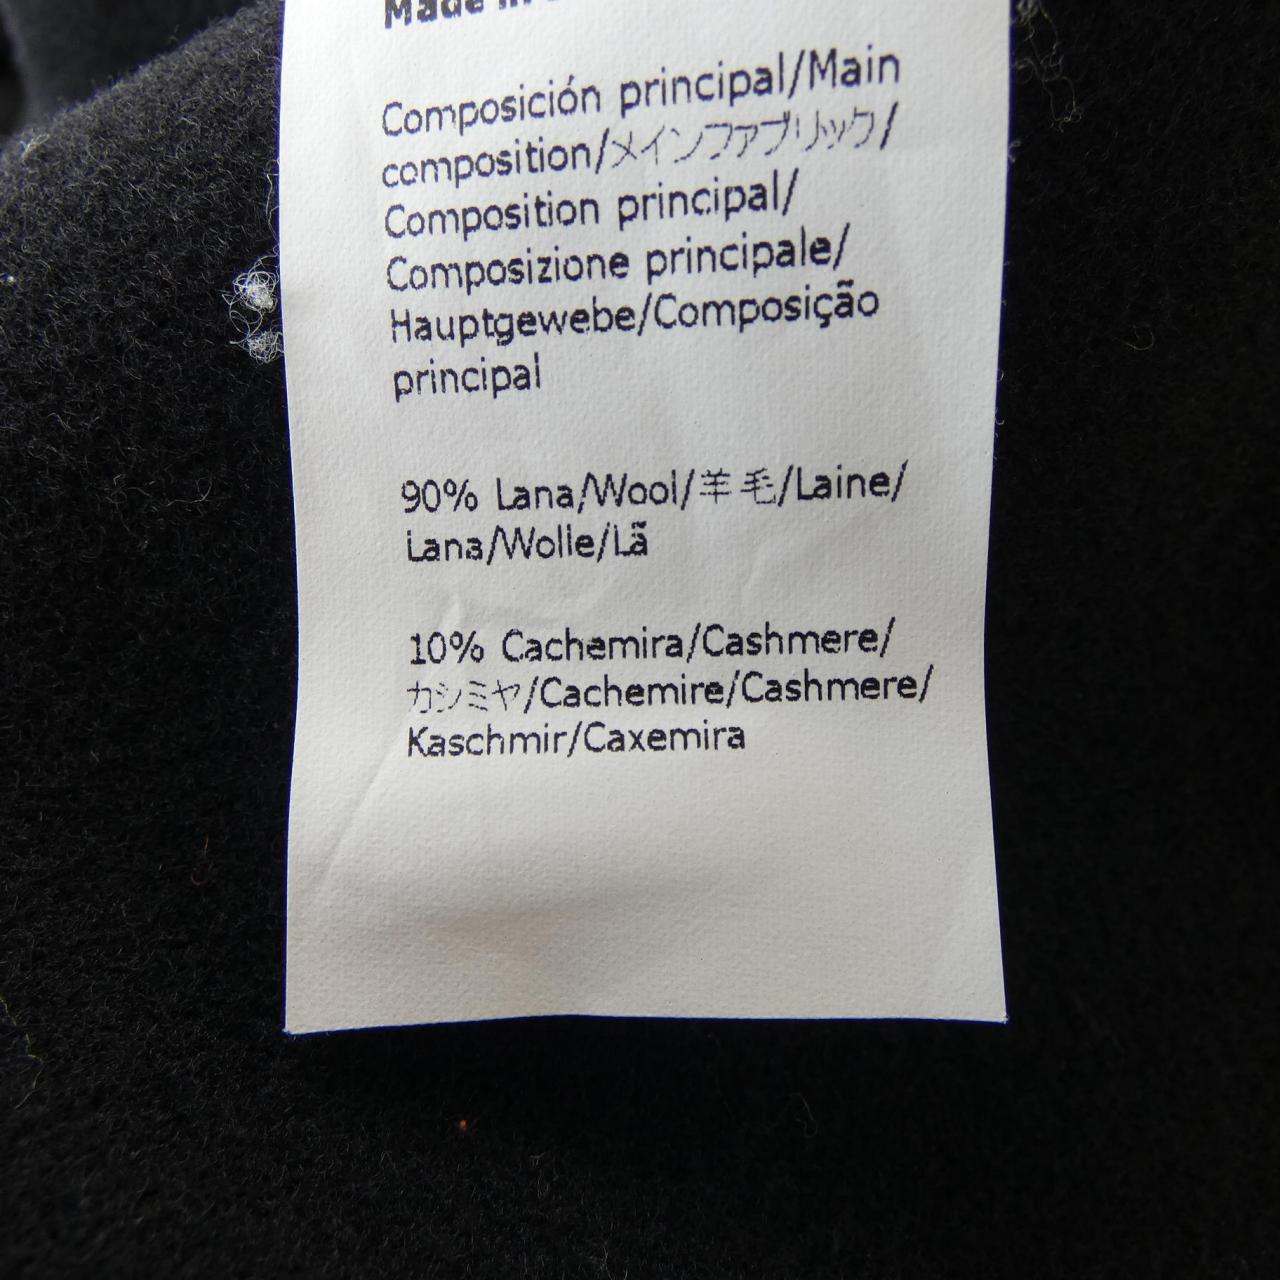 Made in
Composición principal/Main
composition/メインファブリック/
Composition principal/
Composizione principale/
Hauptgewebe/Composição
principal
90% Lana/Wool/羊毛/Laine/
Lana/Wolle/Lã
10% Cachemira/Cashmere/
カシミヤ/Cachemire/Cashmere/
Kaschmir/Caxemira